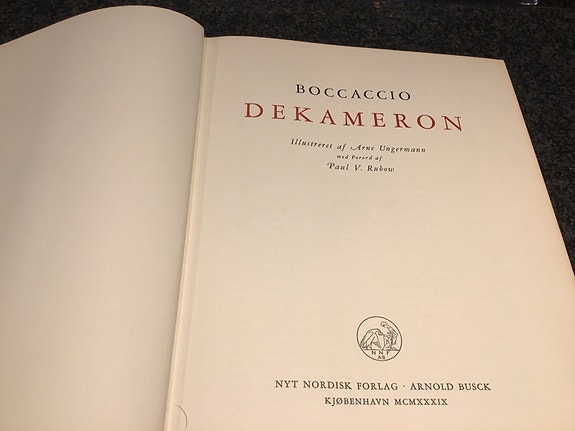 BOCCACCIO
DEKAMERON
Illustreret af Arne Ungermann
med Forord af
Paul V. Rubow
NNF
AB
NYT NORDISK FORLAG · ARNOLD BUSCK
KJØBENHAVN MCMXXXIX